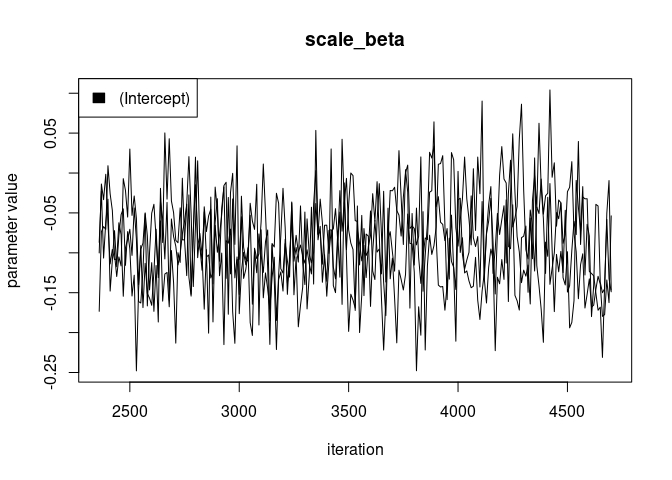 scale_beta
(Intercept)
parameter value
0.05
-0.05
-0.15
-0.25
2500 3000 3500 4000 4500
iteration